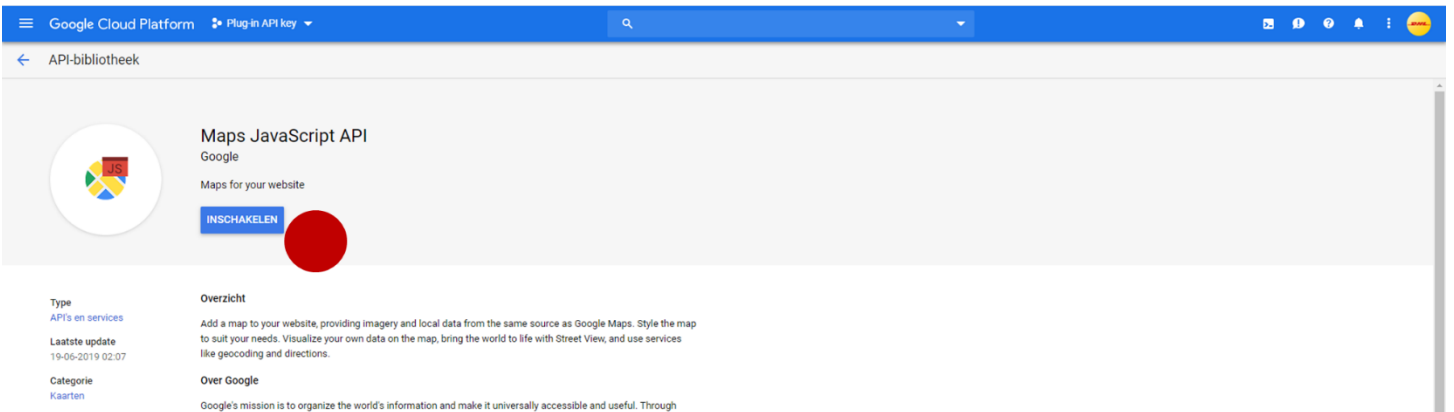 Google Cloud Platform
Plug-in API key
API-bibliotheek
JS
Maps JavaScript API
Google
Maps for your website
INSCHAKELEN
Type
API's en services
Laatste update
19-06-2019 02:07
Categorie
Kaarten
Overzicht
Add a map to your website, providing imagery and local data from the same source as Google Maps. Style the map
to suit your needs. Visualize your own data on the map, bring the world to life with Street View, and use services
like geocoding and directions.
Over Google
Google's mission is to organize the world's information and make it universally accessible and useful. Through